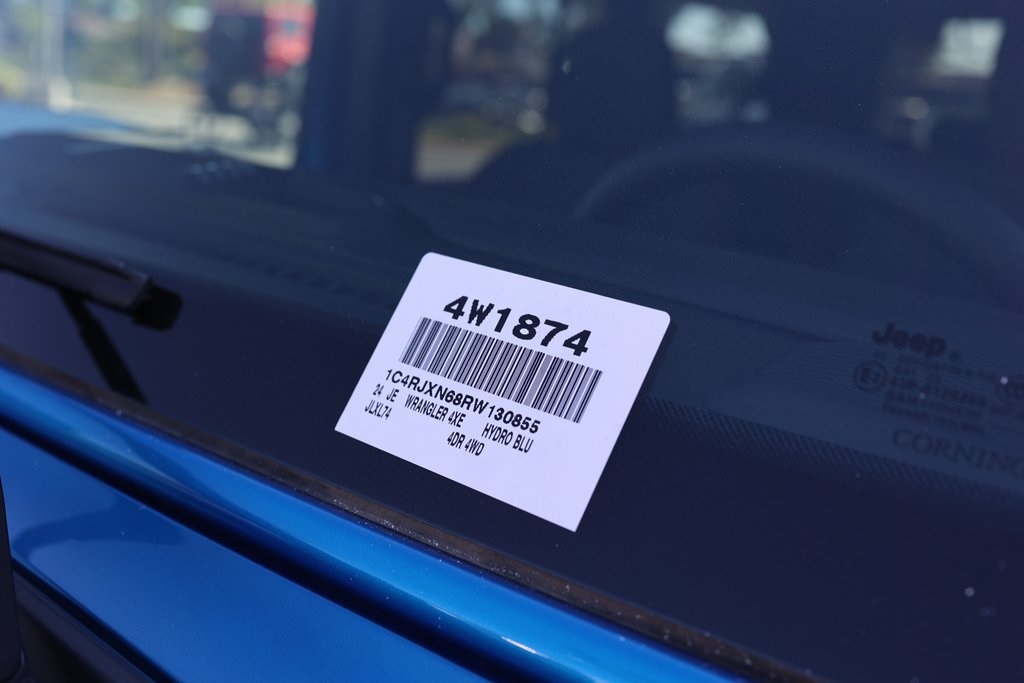 4W1874
1C4RJXN68RW130855
24 JE WRANGLER 4XE HYDRO BLU
JLXL74 4DR 4WD
Jeep
CORNING